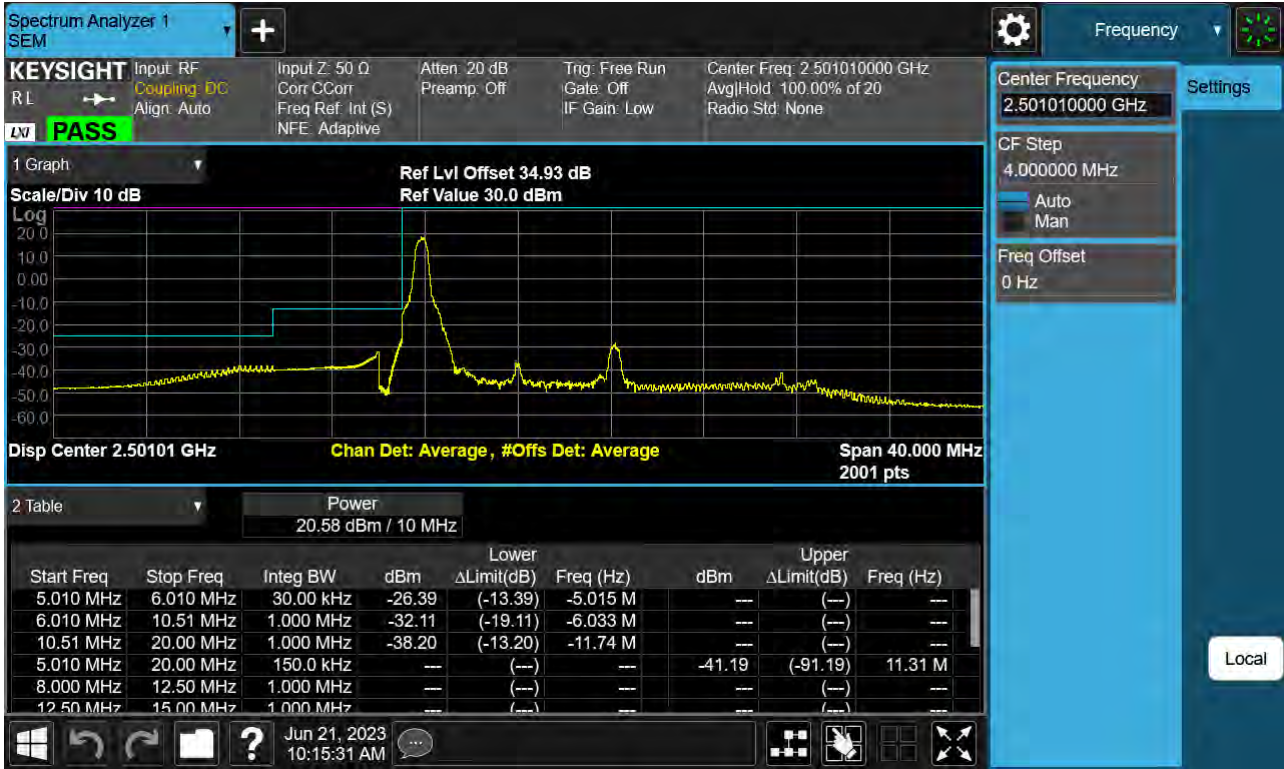 Spectrum Analyzer 1
SEM
+
Frequency
KEYSIGHT
R L
LXI
PASS
Input: RF
Coupling: DC
Align: Auto
Input Z: 50 Ω
Corr CCorr
Freq Ref: Int (S)
NFE: Adaptive
Atten: 20 dB
Preamp: Off
Trig: Free Run
Gate: Off
IF Gain: Low
Center Freq: 2.501010000 GHz
Avg|Hold: 100.00% of 20
Radio Std: None
Center Frequency
2.501010000 GHz
Settings
CF Step
4.000000 MHz
Auto
Man
Freq Offset
0 Hz
1 Graph
Scale/Div 10 dB
Ref Lvl Offset 34.93 dB
Ref Value 30.0 dBm
Log
20.0
10.0
0.00
-10.0
-20.0
-30.0
-40.0
-50.0
-60.0
Disp Center 2.50101 GHz
Chan Det: Average, #Offs Det: Average
Span 40.000 MHz
2001 pts
2 Table
Power
20.58 dBm / 10 MHz
Lower Upper
Start Freq Stop Freq Integ BW dBm ΔLimit(dB) Freq (Hz) dBm ΔLimit(dB) Freq (Hz)
5.010 MHz 6.010 MHz 30.00 kHz -26.39 (-13.39) -5.015 M --- (---) ---
6.010 MHz 10.51 MHz 1.000 MHz -32.11 (-19.11) -6.033 M --- (---) ---
10.51 MHz 20.00 MHz 1.000 MHz -38.20 (-13.20) -11.74 M --- (---) ---
5.010 MHz 20.00 MHz 150.0 kHz --- (---) --- -41.19 (-91.19) 11.31 M
8.000 MHz 12.50 MHz 1.000 MHz --- (---) --- --- (---) ---
12.50 MHz 15.00 MHz 1.000 MHz --- (---) --- --- (---) ---
Local
?
Jun 21, 2023
10:15:31 AM